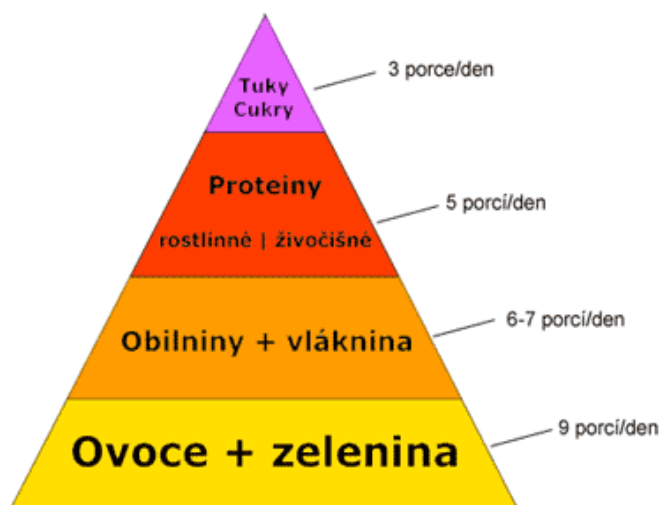 Tuky
Cukry
3 porce/den
Proteiny
rostlinné | živočišné
5 porcí/den
Obilniny + vláknina
6-7 porcí/den
Ovoce + zelenina
9 porcí/den